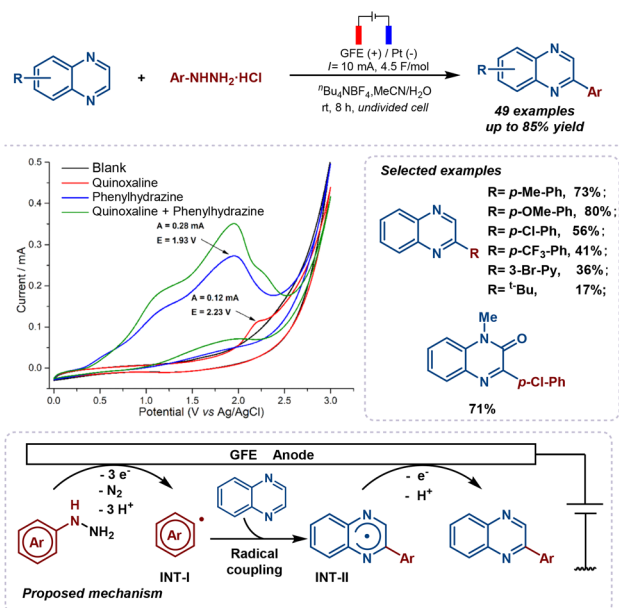 GFE (+) / Pt (-)
I= 10 mA, 4.5 F/mol
R
N
N
+
Ar-NHNH₂·HCl
ⁿBu₄NBF₄,MeCN/H₂O
rt, 8 h, undivided cell
R
N
N
Ar
49 examples
up to 85% yield
Blank
Quinoxaline
Phenylhydrazine
Quinoxaline + Phenylhydrazine
A = 0.28 mA
E = 1.93 V
A = 0.12 mA
E = 2.23 V
Current / mA
0.5
0.4
0.3
0.2
0.1
0.0
0.0 0.5 1.0 1.5 2.0 2.5 3.0
Potential (V vs Ag/AgCl)
Selected examples
N
N
R
R= p-Me-Ph, 73%;
R= p-OMe-Ph, 80%;
R= p-Cl-Ph, 56%;
R= p-CF₃-Ph, 41%;
R= 3-Br-Py, 36%;
R= ᵗ⁻Bu, 17%;
Me
N
O
N
p-Cl-Ph
71%
GFE Anode
- 3 e⁻
- N₂
- 3 H⁺
- e⁻
- H⁺
H
N
NH₂
Ar
Ar
INT-I
N
N
Radical
coupling
N
N
Ar
INT-II
N
N
Ar
Proposed mechanism